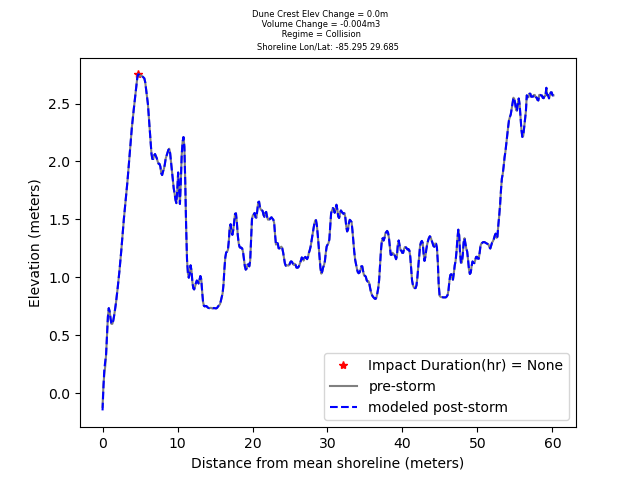 Dune Crest Elev Change = 0.0m
Volume Change = -0.004m3
Regime = Collision
Shoreline Lon/Lat: -85.295 29.685
2.5
2.0
1.5
1.0
0.5
0.0
Elevation (meters)
Impact Duration(hr) = None
pre-storm
modeled post-storm
0 10 20 30 40 50 60
Distance from mean shoreline (meters)